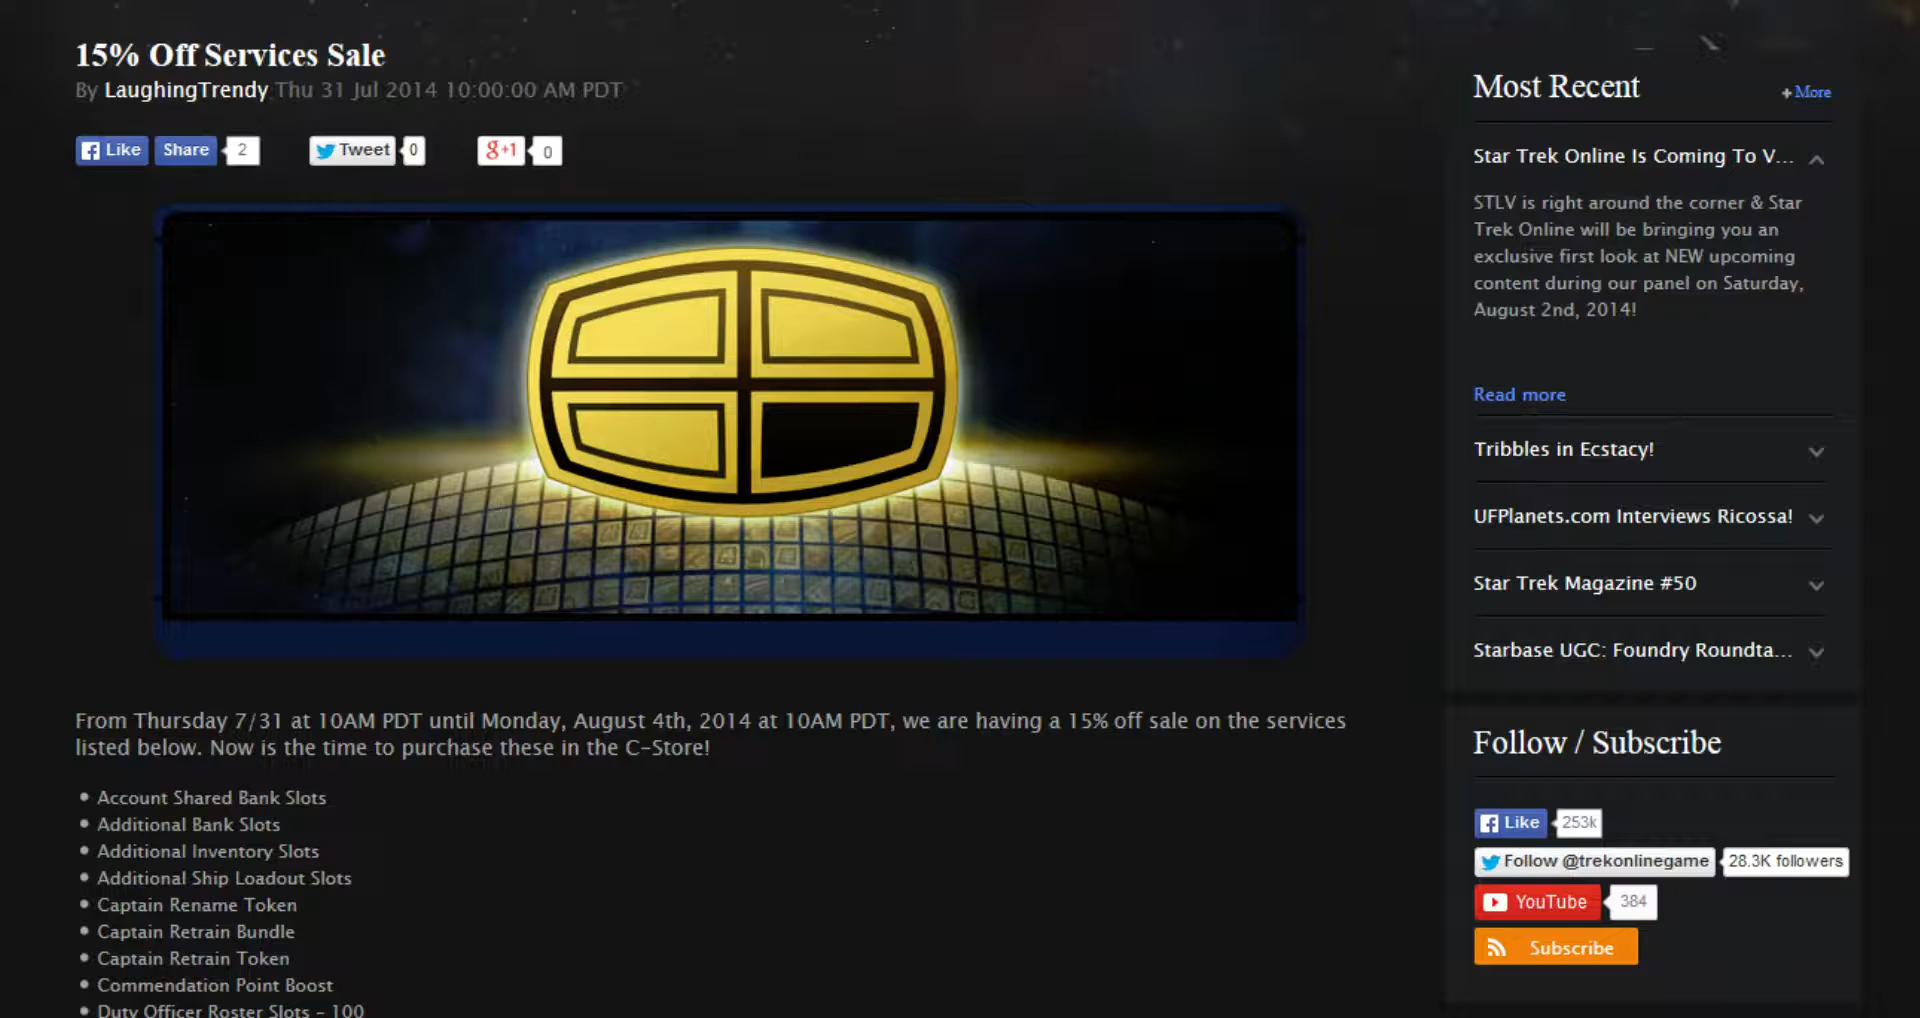 15% Off Services Sale
By LaughingTrendy Thu 31 Jul 2014 10:00:00 AM PDT
Like Share 2 Tweet 0 g+1 0
From Thursday 7/31 at 10AM PDT until Monday, August 4th, 2014 at 10AM PDT, we are having a 15% off sale on the services
listed below. Now is the time to purchase these in the C-Store!
Account Shared Bank Slots
Additional Bank Slots
Additional Inventory Slots
Additional Ship Loadout Slots
Captain Rename Token
Captain Retrain Bundle
Captain Retrain Token
Commendation Point Boost
Duty Officer Roster Slots - 100
Most Recent
+ More
Star Trek Online Is Coming To V...
STLV is right around the corner & Star
Trek Online will be bringing you an
exclusive first look at NEW upcoming
content during our panel on Saturday,
August 2nd, 2014!
Read more
Tribbles in Ecstacy!
UFPlanets.com Interviews Ricossa!
Star Trek Magazine #50
Starbase UGC: Foundry Roundta...
Follow / Subscribe
Like 253k
Follow @trekonlinegame 28.3K followers
YouTube 384
Subscribe